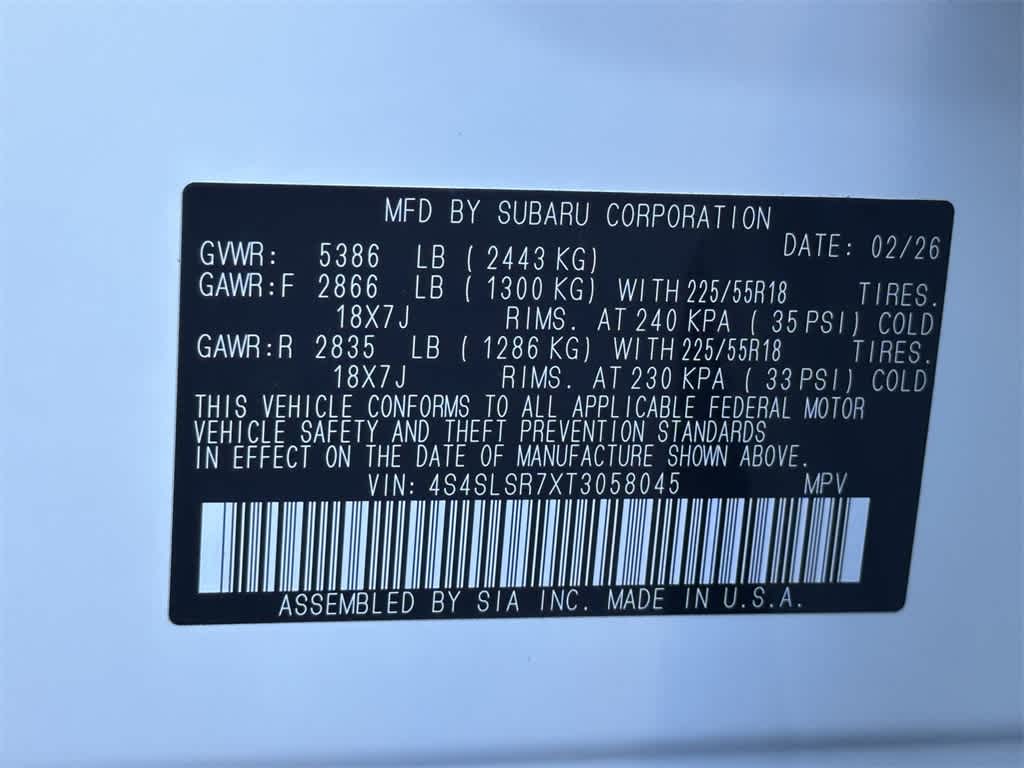 MFD BY SUBARU CORPORATION
DATE: 02/26
GVWR: 5386 LB ( 2443 KG)
GAWR:F 2866 LB ( 1300 KG) WITH 225/55R18 TIRES.
18X7J RIMS. AT 240 KPA ( 35 PSI) COLD
GAWR:R 2835 LB ( 1286 KG) WITH 225/55R18 TIRES.
18X7J RIMS. AT 230 KPA ( 33 PSI) COLD
THIS VEHICLE CONFORMS TO ALL APPLICABLE FEDERAL MOTOR
VEHICLE SAFETY AND THEFT PREVENTION STANDARDS
IN EFFECT ON THE DATE OF MANUFACTURE SHOWN ABOVE.
VIN: 4S4SLSR7XT3058045 MPV
ASSEMBLED BY SIA INC. MADE IN U.S.A.